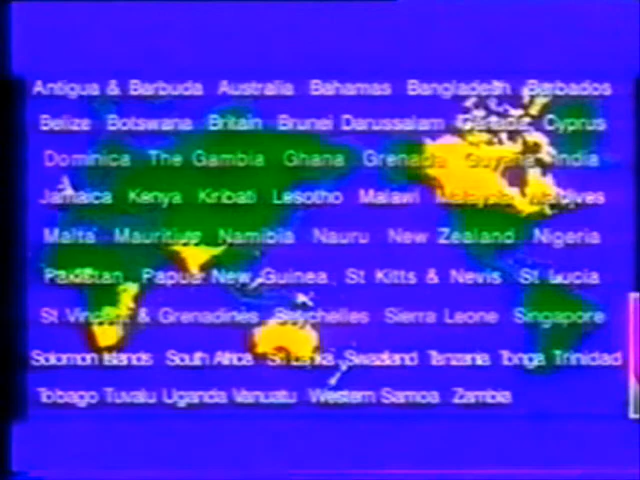 Antigua & Barbuda Australia Bahamas Bangladesh Barbados
Belize Botswana Britain Brunei Darussalam Canada Cyprus
Dominica The Gambia Ghana Grenada Guyana India
Jamaica Kenya Kiribati Lesotho Malawi Malaysia Maldives
Malta Mauritius Namibia Nauru New Zealand Nigeria
Pakistan Papua New Guinea St Kitts & Nevis St Lucia
St Vincent & Grenadines Seychelles Sierra Leone Singapore
Solomon Islands South Africa Sri Lanka Swaziland Tanzania Tonga Trinidad
Tobago Tuvalu Uganda Vanuatu Western Samoa Zambia